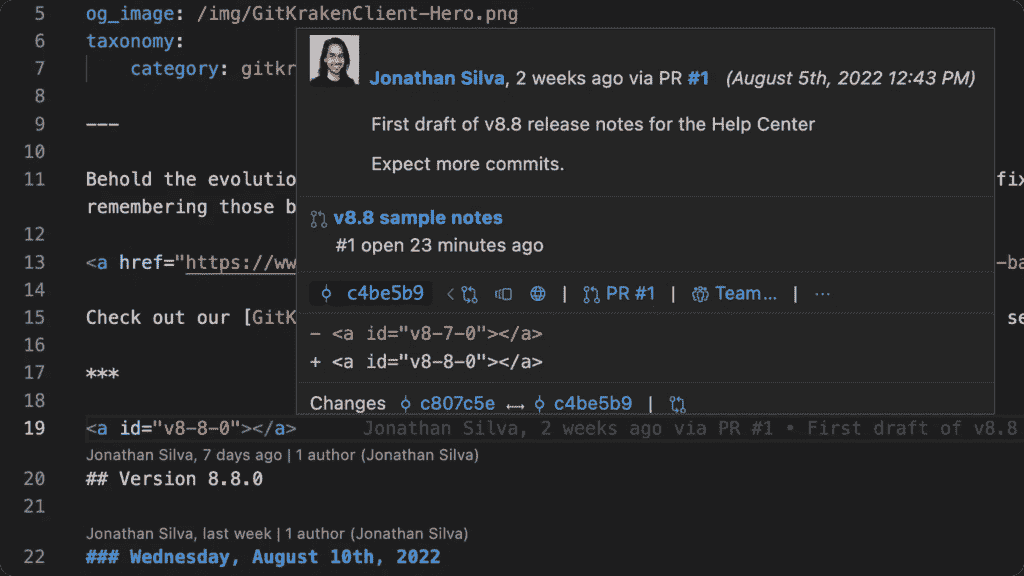 5 og_image: /img/GitKrakenClient-Hero.png
6 taxonomy:
7 category: gitkr
8
9 ---
10
Jonathan Silva, 2 weeks ago via PR #1 (August 5th, 2022 12:43 PM)
First draft of v8.8 release notes for the Help Center
Expect more commits.
11 Behold the evolutio fix
remembering those b
v8.8 sample notes
#1 open 23 minutes ago
12
13 <a href="https://ww -ba
14
c4be5b9 | PR #1 | Team… | ···
15 Check out our [GitK se
16
- <a id="v8-7-0"></a>
+ <a id="v8-8-0"></a>
17 ***
18
Changes c807c5e c4be5b9 |
19 <a id="v8-8-0"></a> Jonathan Silva, 2 weeks ago via PR #1 • First draft of v8.8
Jonathan Silva, 7 days ago | 1 author (Jonathan Silva)
20 ## Version 8.8.0
21
Jonathan Silva, last week | 1 author (Jonathan Silva)
22 ### Wednesday, August 10th, 2022